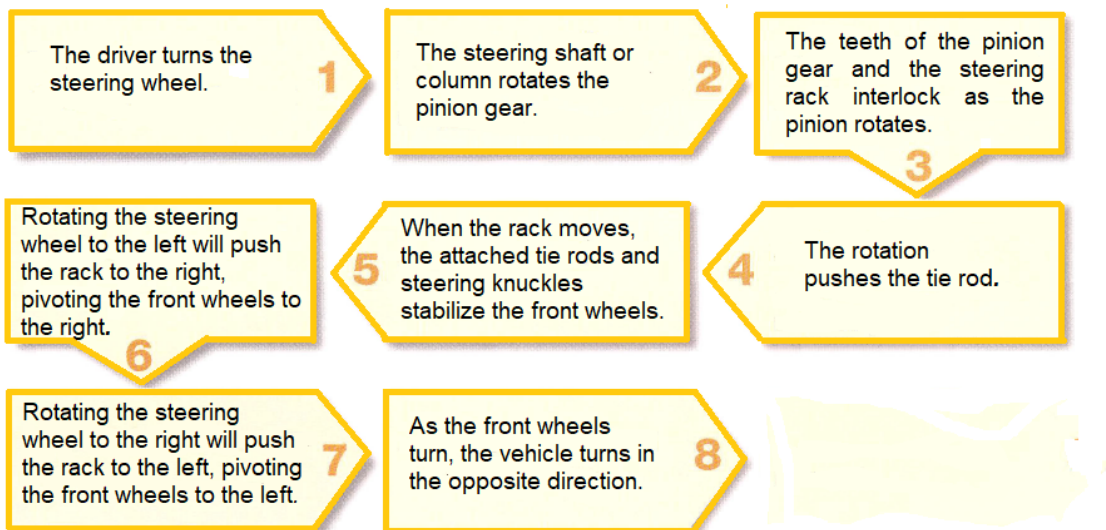 The driver turns the
steering wheel.
1
The steering shaft or
column rotates the
pinion gear.
2
The teeth of the pinion
gear and the steering
rack interlock as the
pinion rotates.
3
The rotation
pushes the tie rod.
4
When the rack moves,
the attached tie rods and
steering knuckles
stabilize the front wheels.
5
Rotating the steering
wheel to the left will push
the rack to the right,
pivoting the front wheels to
the right.
6
Rotating the steering
wheel to the right will push
the rack to the left, pivoting
the front wheels to the left.
7
As the front wheels
turn, the vehicle turns in
the opposite direction.
8